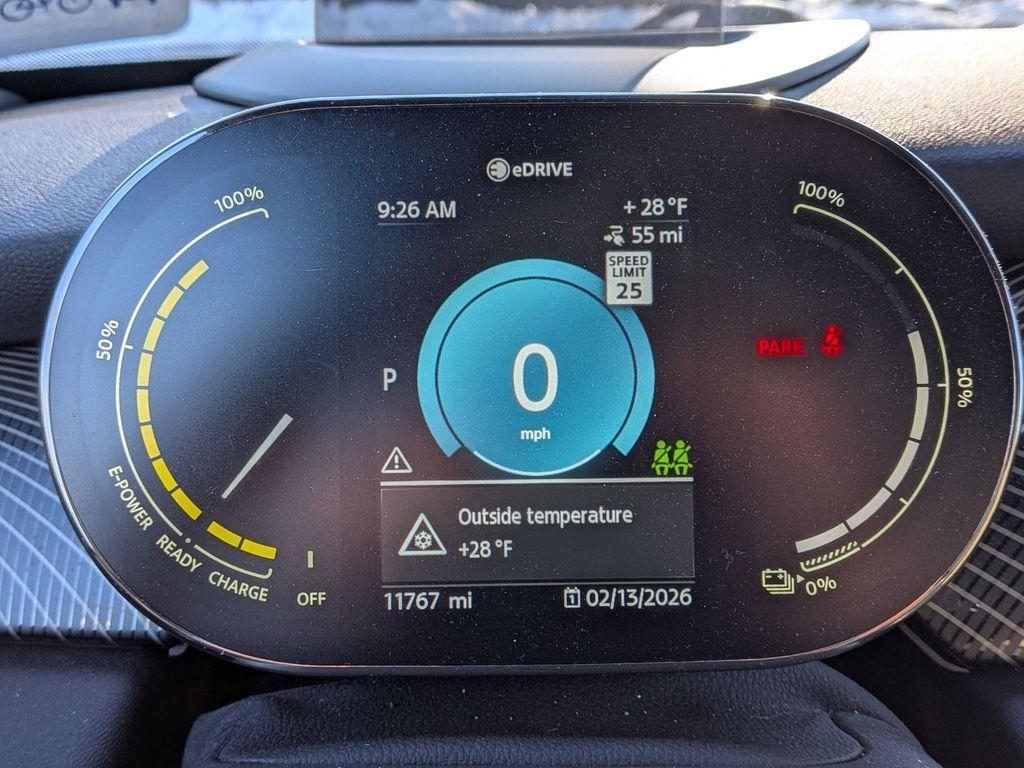 eDRIVE
9:26 AM
+28 °F
55 mi
SPEED
LIMIT
25
100%
50%
E-POWER
READY
CHARGE
OFF
P
0
mph
Outside temperature
+28 °F
11767 mi
1 02/13/2026
100%
PARK
50%
0%